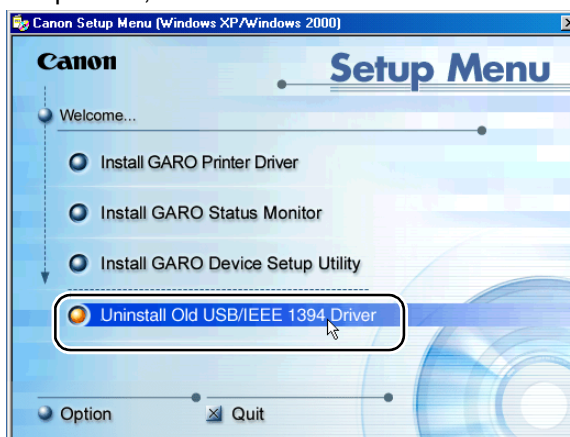 Canon Setup Menu (Windows XP/Windows 2000)
Canon
Setup Menu
Welcome...
Install GARO Printer Driver
Install GARO Status Monitor
Install GARO Device Setup Utility
Uninstall Old USB/IEEE 1394 Driver
Option
Quit